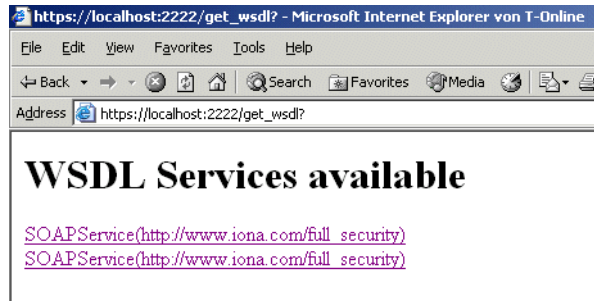 https://localhost:2222/get_wsdl? - Microsoft Internet Explorer von T-Online
File Edit View Favorites Tools Help
Back Search Favorites Media
Address https://localhost:2222/get_wsdl?
WSDL Services available
SOAPService(http://www.iona.com/full_security)
SOAPService(http://www.iona.com/full_security)